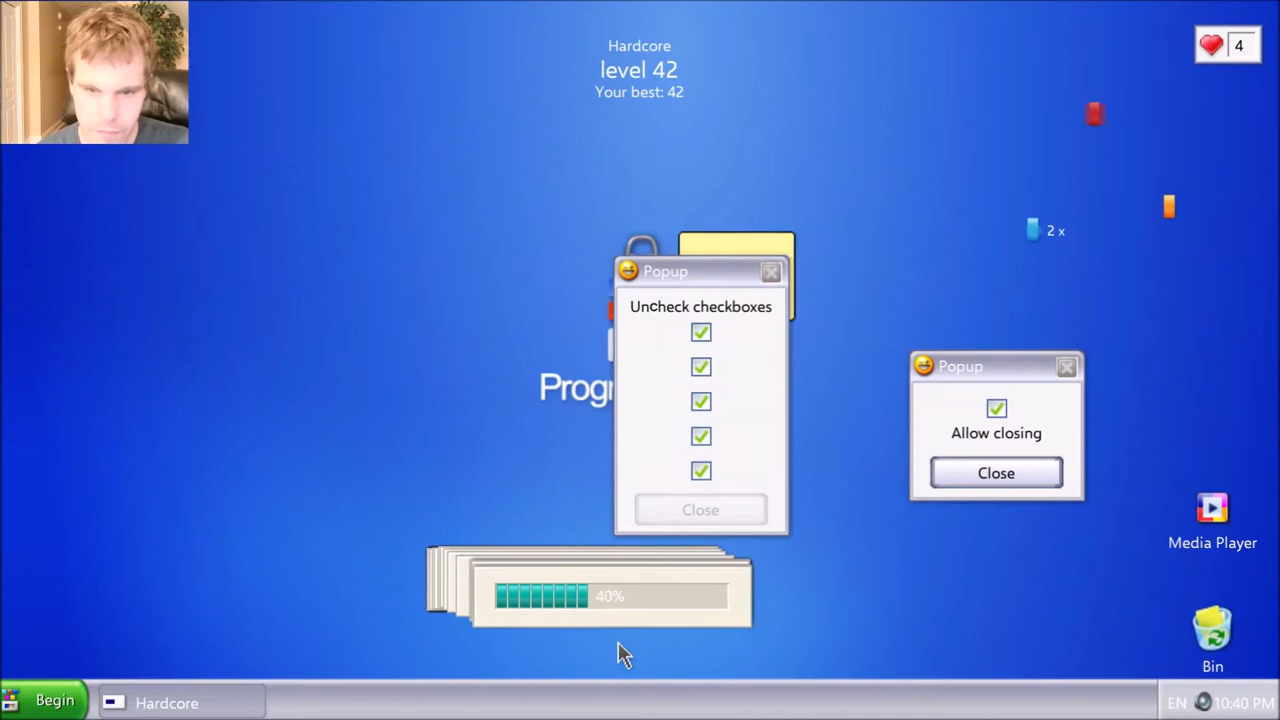 Hardcore
level 42
Your best: 42
4
2 x
Popup
Uncheck checkboxes
Close
Popup
Allow closing
Close
Progr
40%
Media Player
Bin
Begin
Hardcore
EN
10:40 PM